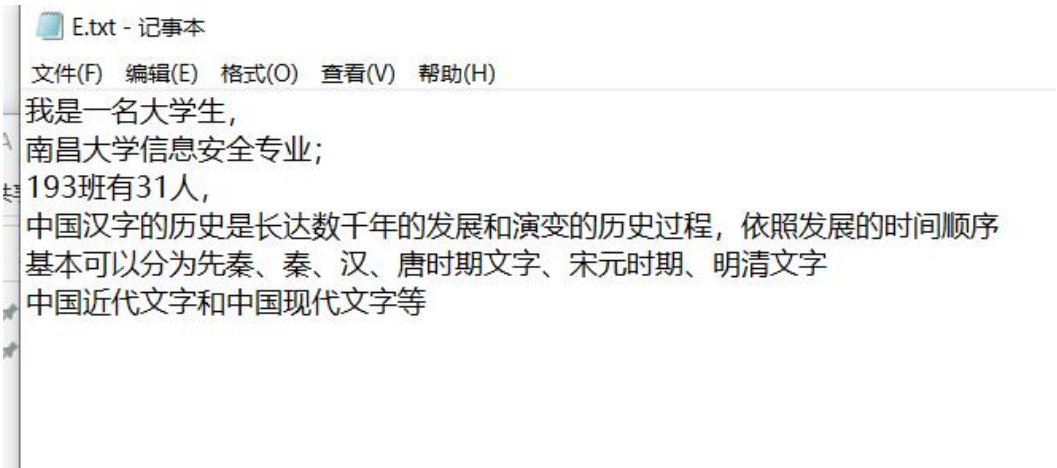 E.txt - 记事本
文件(F) 编辑(E) 格式(O) 查看(V) 帮助(H)
我是一名大学生，
南昌大学信息安全专业；
193班有31人，
中国汉字的历史是长达数千年的发展和演变的历史过程，依照发展的时间顺序
基本可以分为先秦、秦、汉、唐时期文字、宋元时期、明清文字
中国近代文字和中国现代文字等